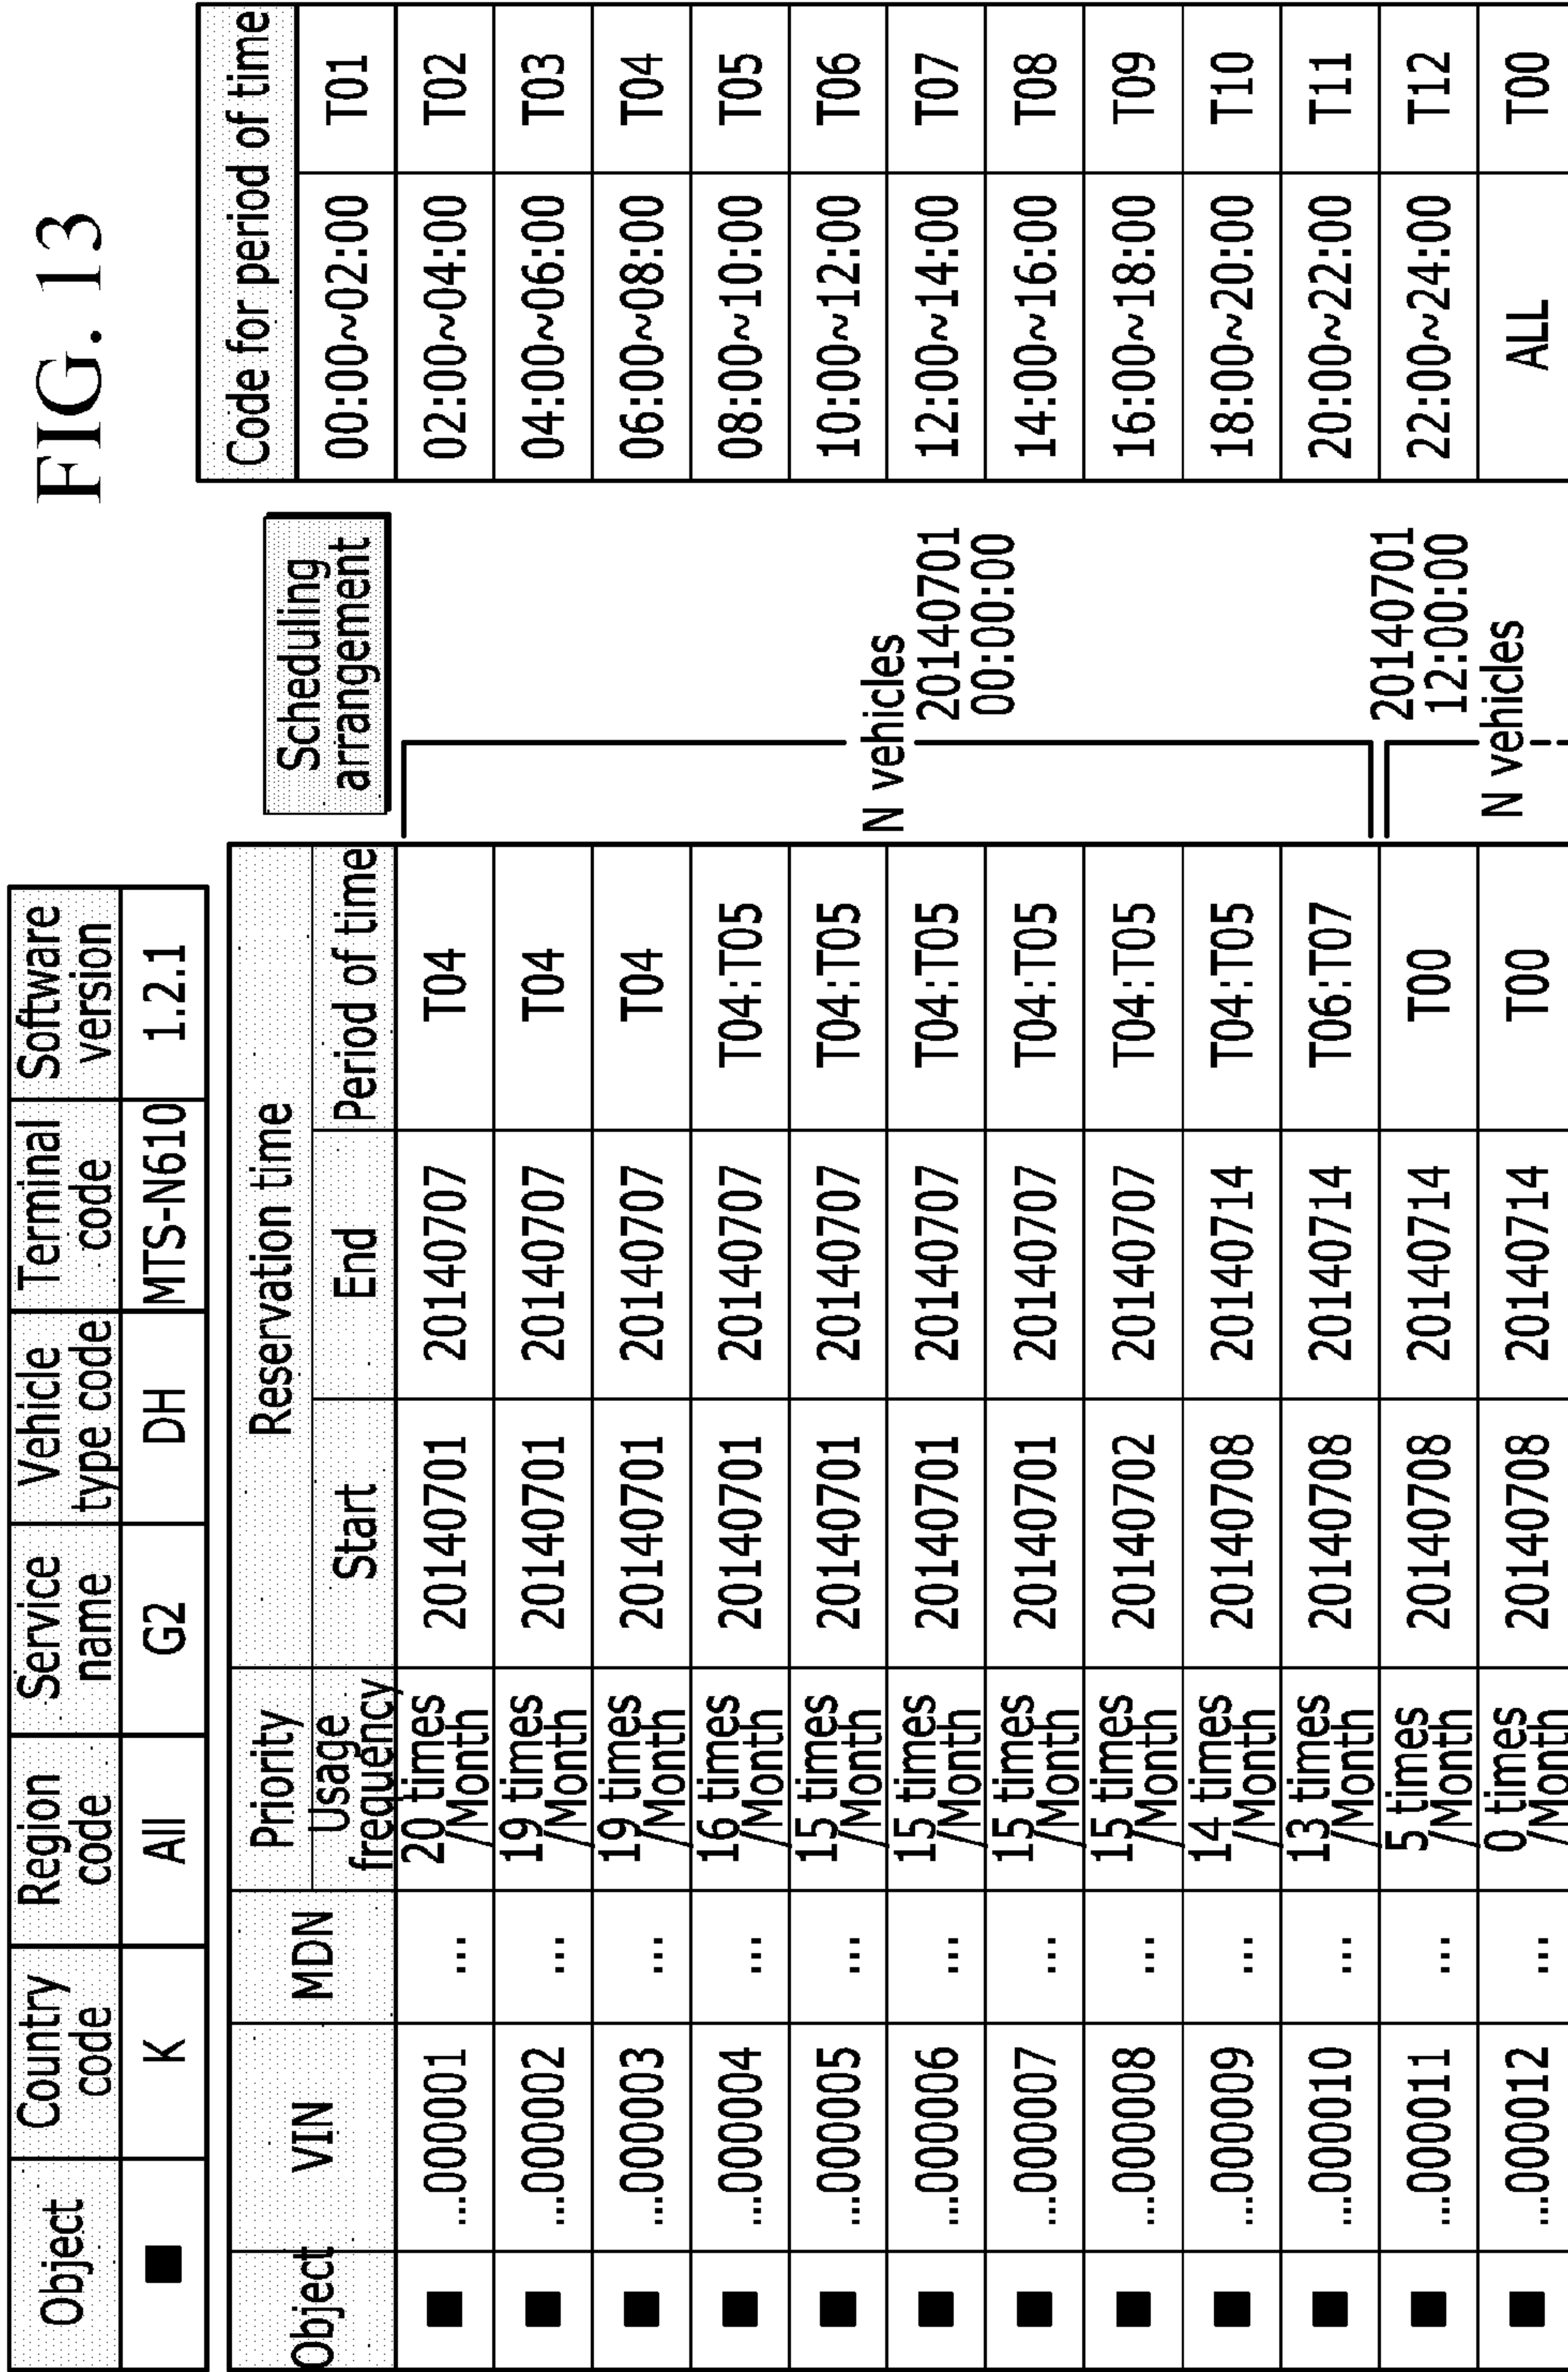 FIG. 13
Object Country code Region code Service name Vehicle type code Terminal code Software version
■ K All G2 DH MTS-N610 1.2.1
Object VIN MDN Priority Reservation time
Usage frequency Start End Period of time
■ ...000001 ... 20 times /Month 20140701 20140707 T04
■ ...000002 ... 19 times /Month 20140701 20140707 T04
■ ...000003 ... 19 times /Month 20140701 20140707 T04
■ ...000004 ... 16 times /Month 20140701 20140707 T04:T05
■ ...000005 ... 15 times /Month 20140701 20140707 T04:T05
■ ...000006 ... 15 times /Month 20140701 20140707 T04:T05
■ ...000007 ... 15 times /Month 20140701 20140707 T04:T05
■ ...000008 ... 15 times /Month 20140702 20140707 T04:T05
■ ...000009 ... 14 times /Month 20140708 20140714 T04:T05
■ ...000010 ... 13 times /Month 20140708 20140714 T06:T07
■ ...000011 ... 5 times /Month 20140708 20140714 T00
■ ...000012 ... 0 times /Month 20140708 20140714 T00
Scheduling
arrangement
N vehicles
20140701
00:00:00
20140701
12:00:00
N vehicles
Code for period of time
00:00~02:00 T01
02:00~04:00 T02
04:00~06:00 T03
06:00~08:00 T04
08:00~10:00 T05
10:00~12:00 T06
12:00~14:00 T07
14:00~16:00 T08
16:00~18:00 T09
18:00~20:00 T10
20:00~22:00 T11
22:00~24:00 T12
ALL T00